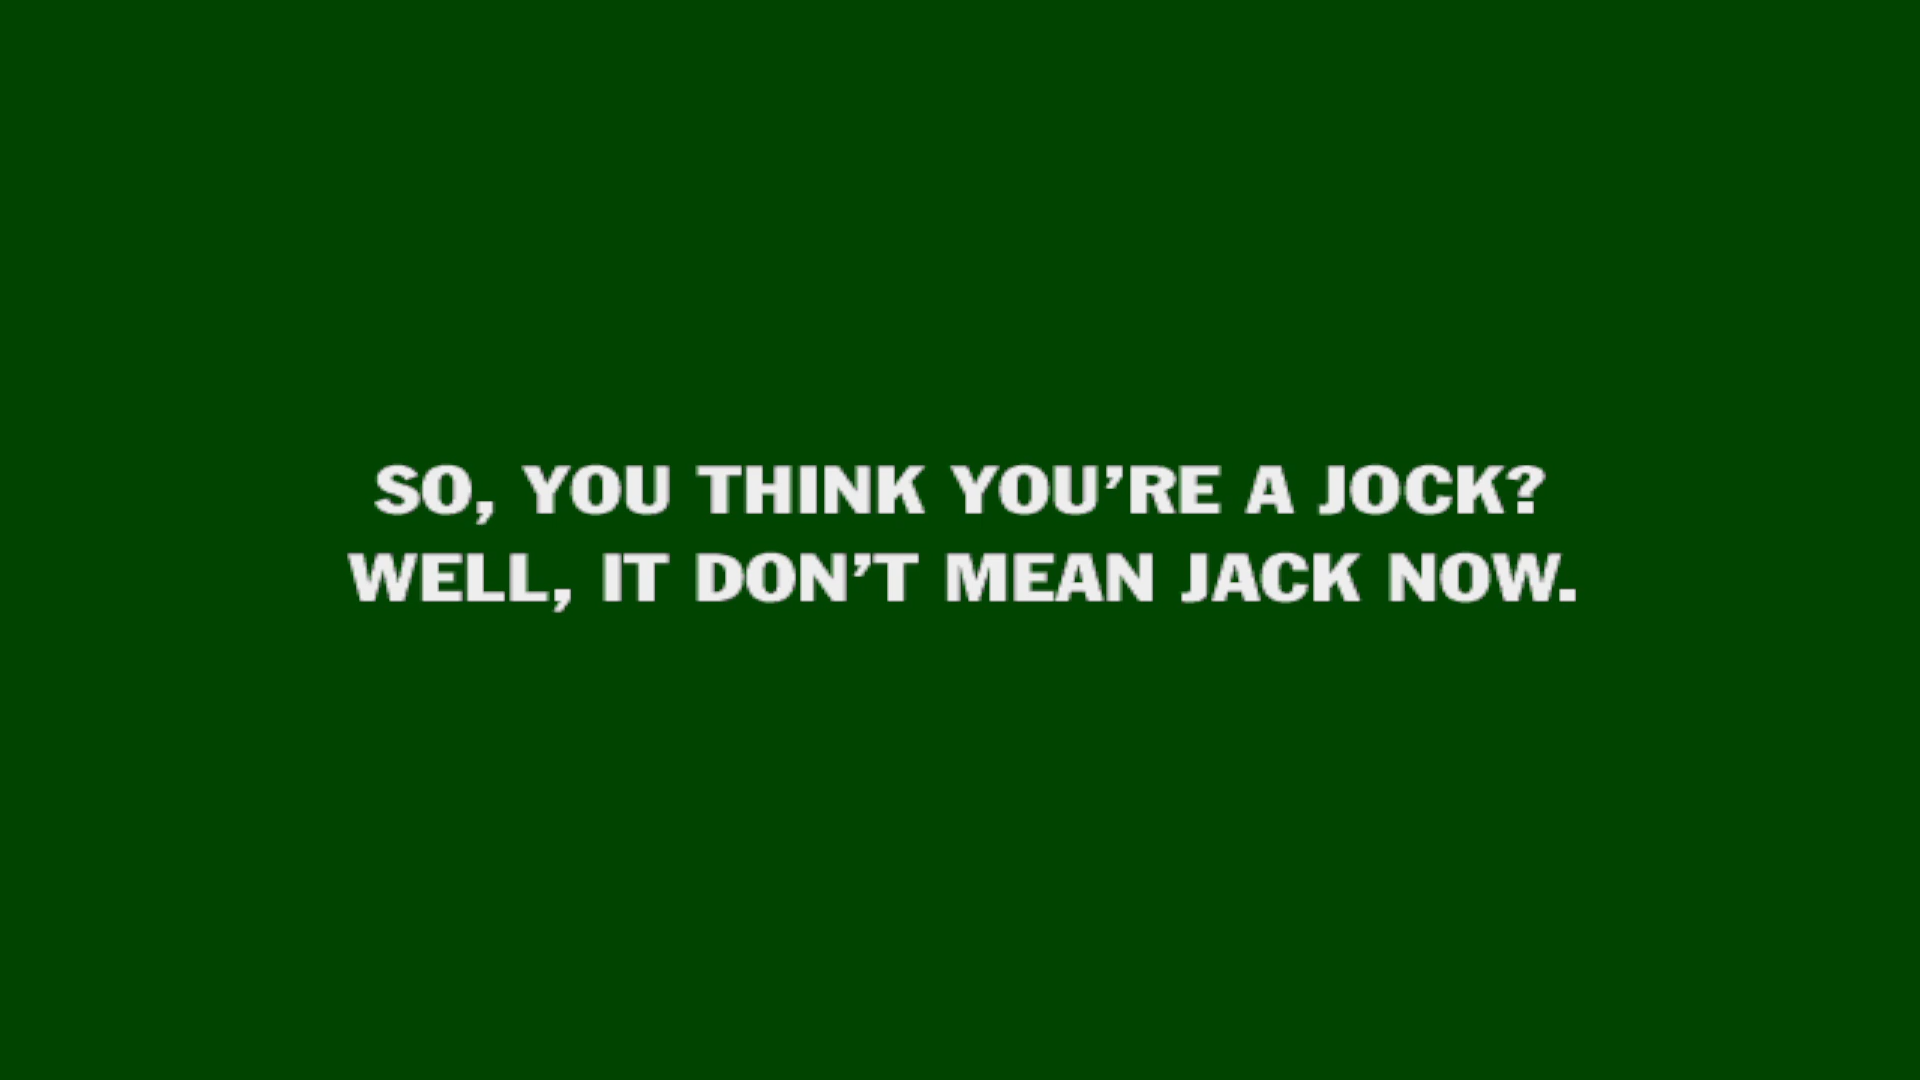 SO, YOU THINK YOU’RE A JOCK?
WELL, IT DON’T MEAN JACK NOW.